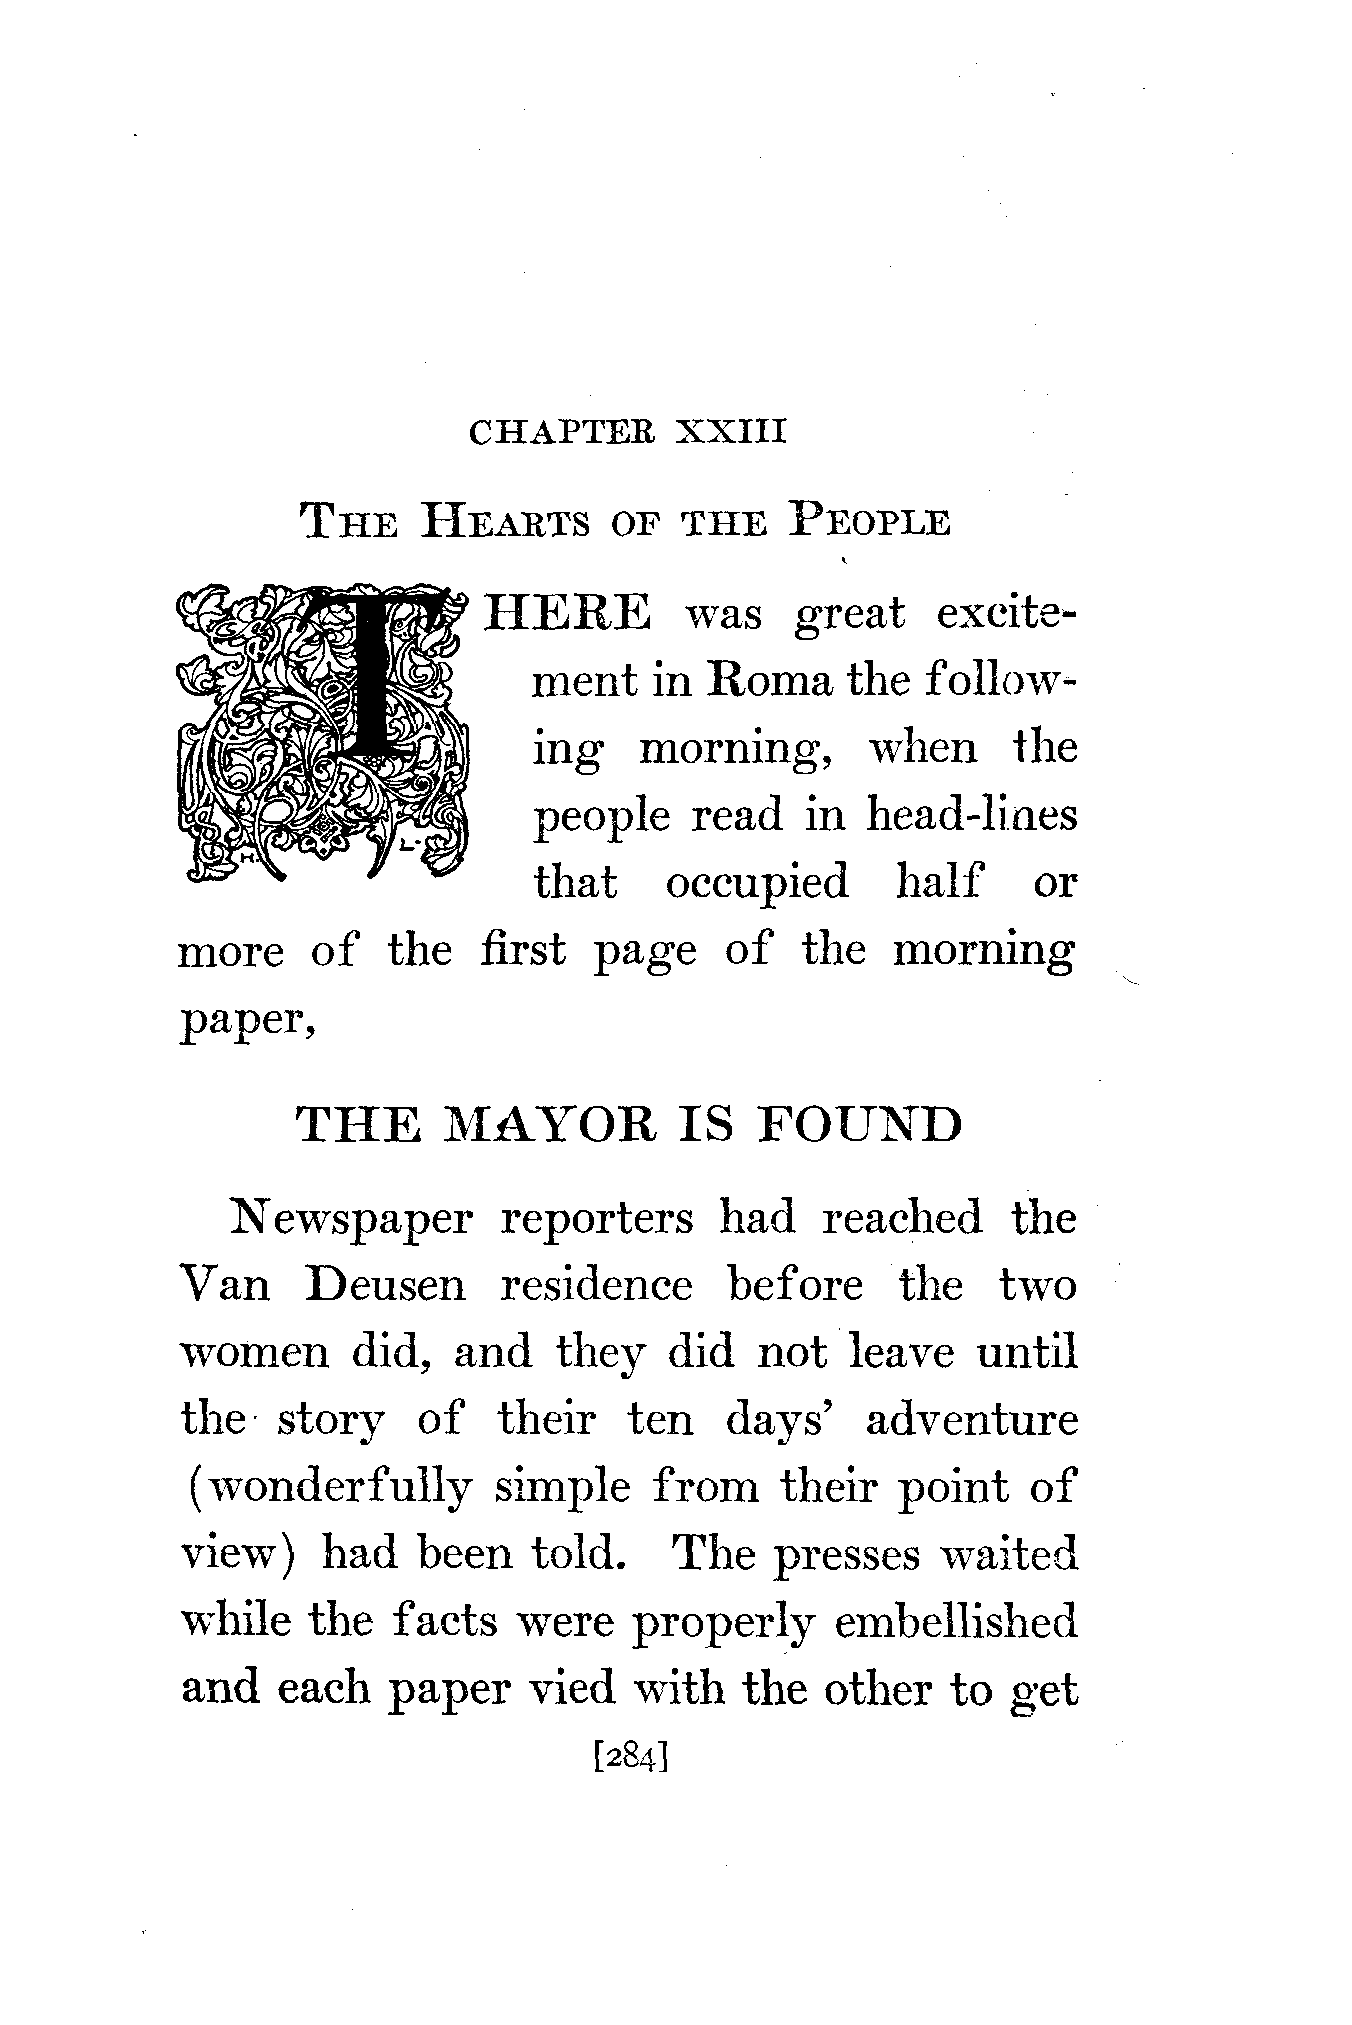 CHAPTER XXIII
THE HEARTS OF THE PEOPLE
THERE was great excite-
ment in Roma the follow-
ing morning, when the
people read in head-lines
that occupied half or
more of the first page of the morning
paper,
THE MAYOR IS FOUND
Newspaper reporters had reached the
Van Deusen residence before the two
women did, and they did not leave until
the story of their ten days' adventure
(wonderfully simple from their point of
view) had been told. The presses waited
while the facts were properly embellished
and each paper vied with the other to get
[284]